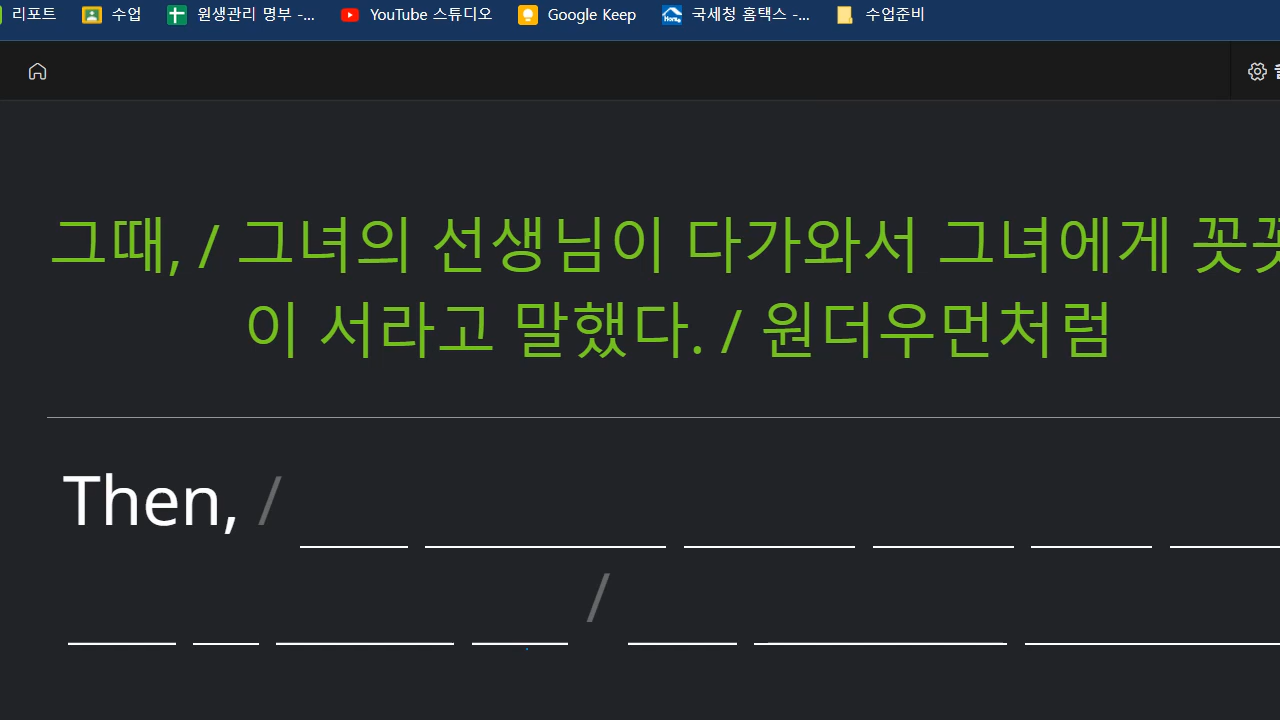 리포트 수업 원생관리 명부 -... YouTube 스튜디오 Google Keep 국세청 홈택스 -... 수업준비
그때, / 그녀의 선생님이 다가와서 그녀에게 꼿
이 서라고 말했다. / 원더우먼처럼
Then, /
/